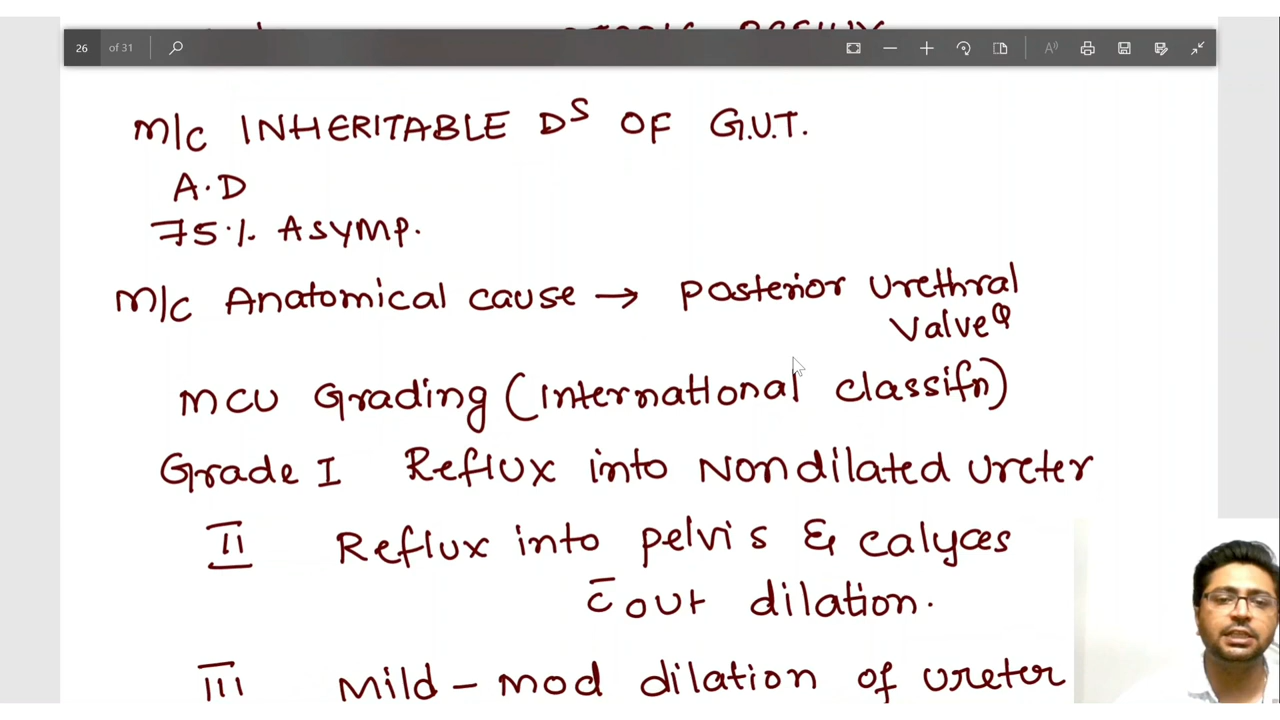 REFLUX
26 of 31
M/C INHERITABLE DS OF G.U.T.
A.D
75·/. Asymp.
M/C Anatomical cause → Posterior Urethral
Valve Q
MCU Grading (International classifn)
Grade I Reflux into Nondilated Ureter
II Reflux into pelvis & calyces
c̄out dilation.
III Mild – mod dilation of ureter